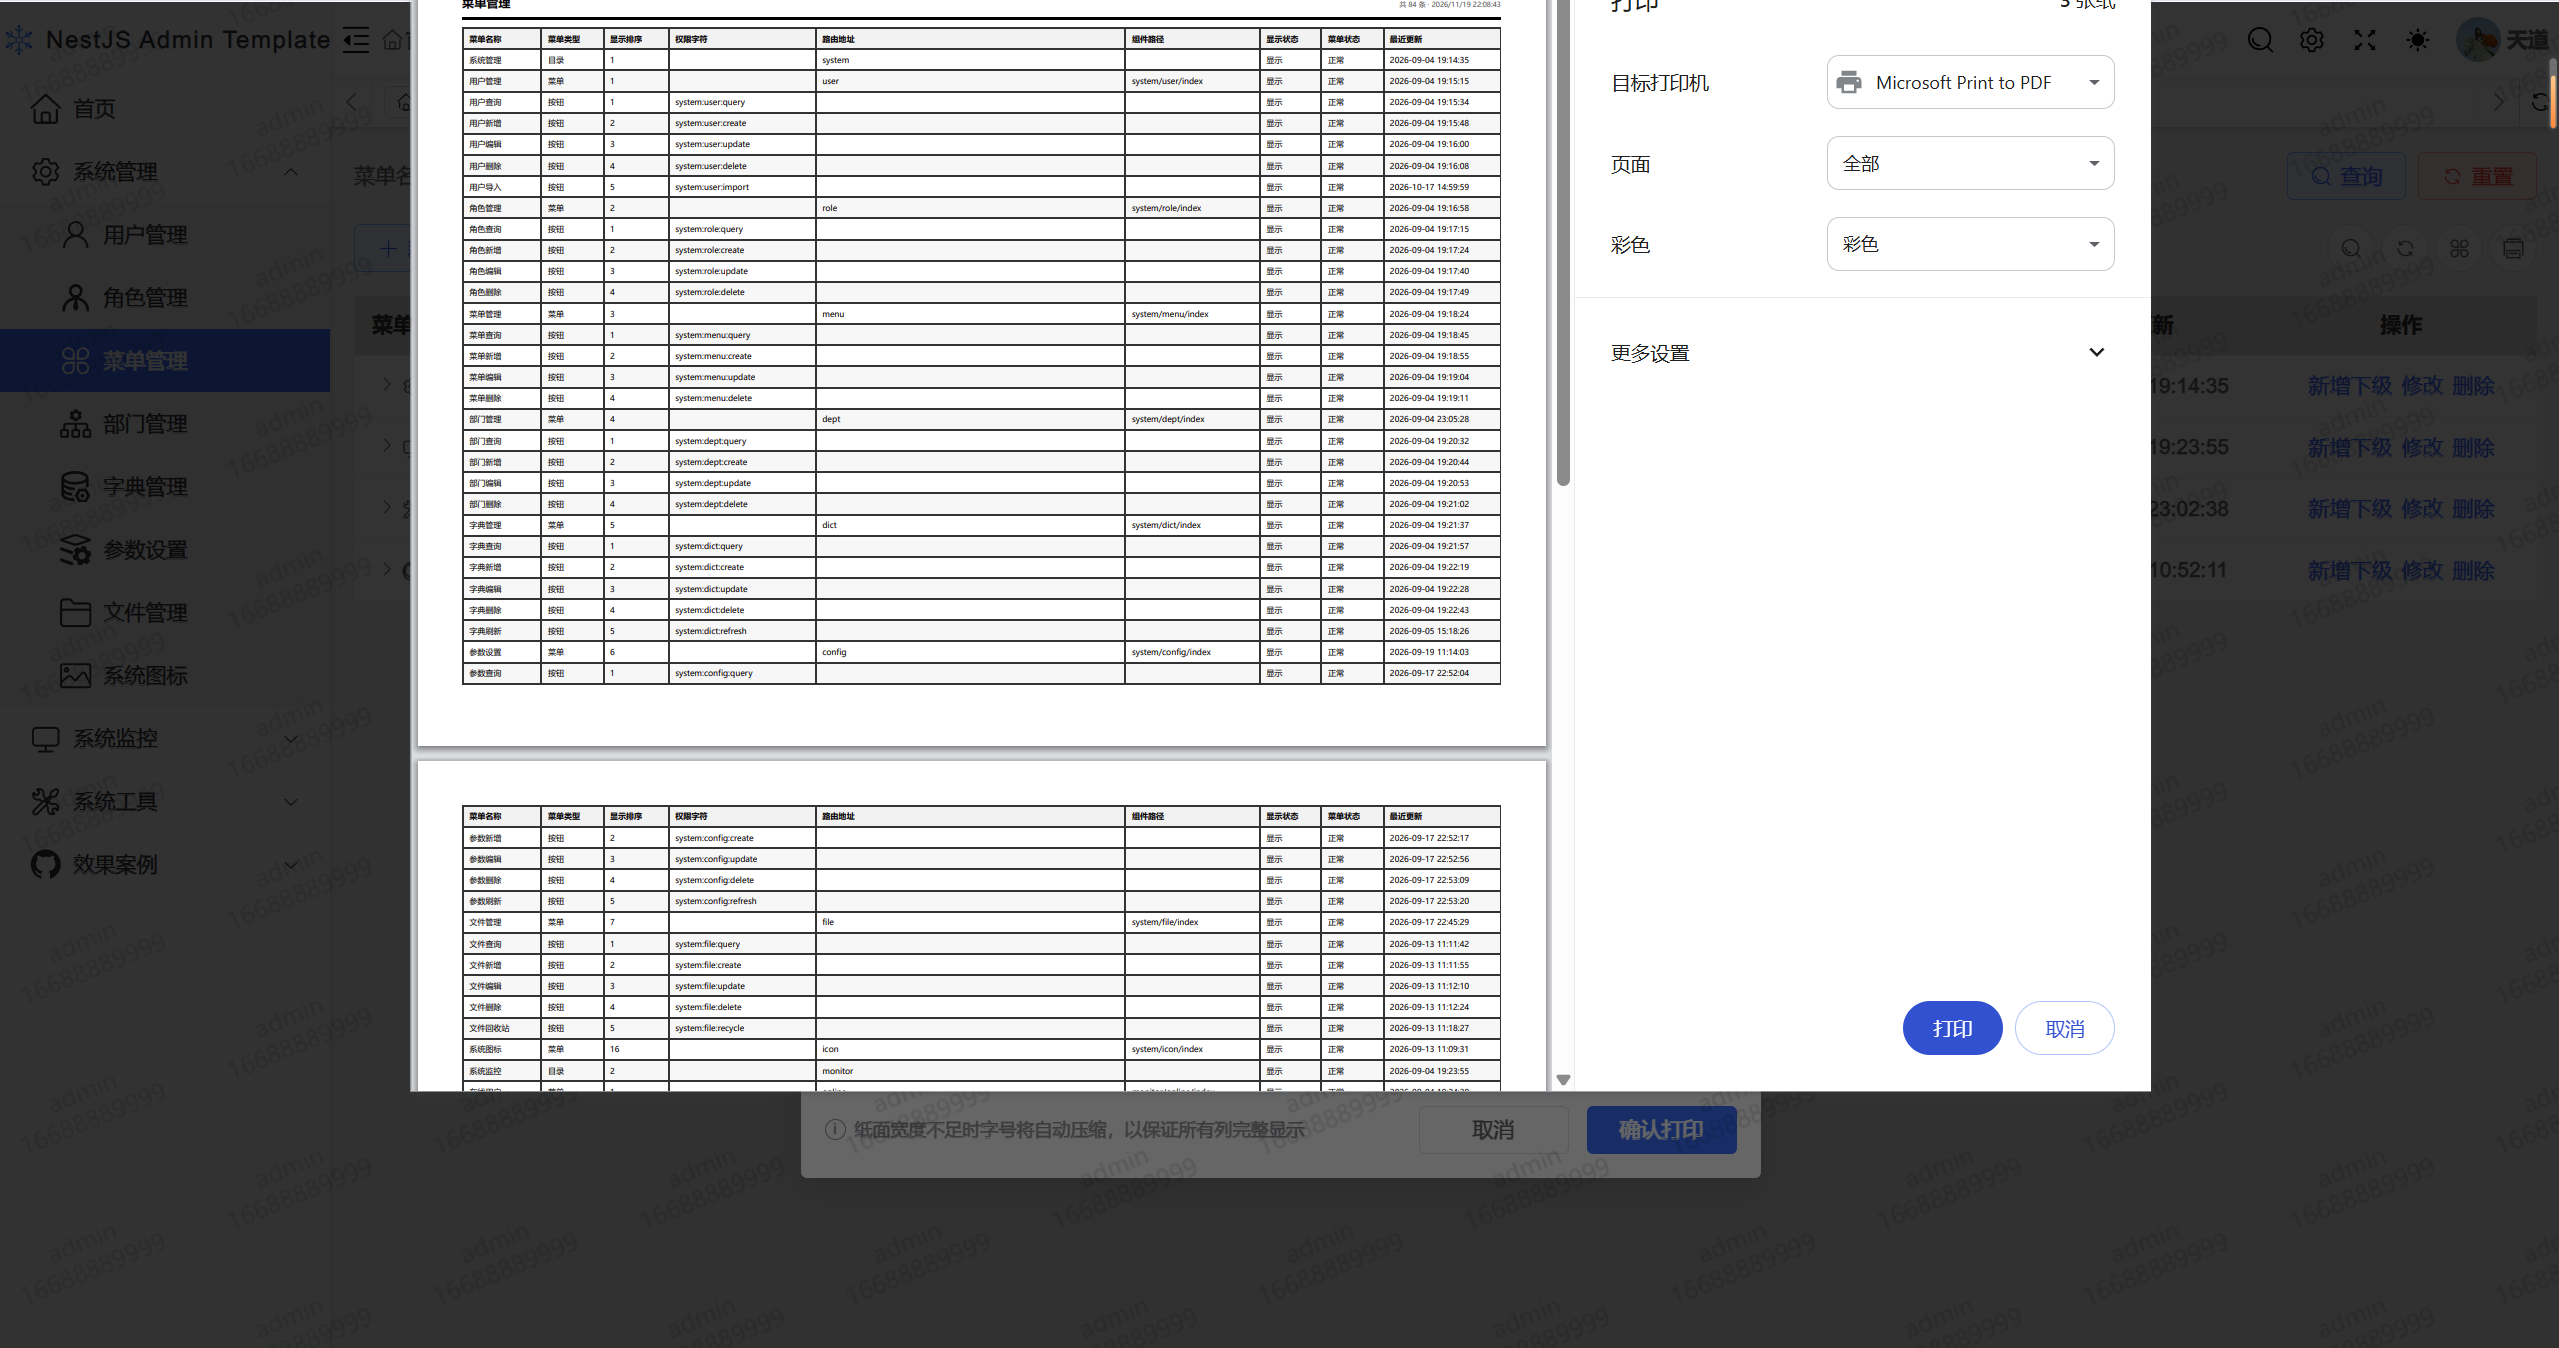 NestJS Admin Template
首页
系统管理
用户管理
角色管理
菜单管理
部门管理
字典管理
参数设置
文件管理
系统图标
系统监控
系统工具
效果案例
天道
查询
重置
操作
19:14:35 新增下级 修改 删除
19:23:55 新增下级 修改 删除
23:02:38 新增下级 修改 删除
10:52:11 新增下级 修改 删除
菜单管理 共 84 条 · 2026/11/19 22:08:43
菜单名称 菜单类型 显示排序 权限字符 路由地址 组件路径 显示状态 菜单状态 最近更新
系统管理 目录 1 system 显示 正常 2026-09-04 19:14:35
用户管理 菜单 1 user system/user/index 显示 正常 2026-09-04 19:15:15
用户查询 按钮 1 system:user:query 显示 正常 2026-09-04 19:15:34
用户新增 按钮 2 system:user:create 显示 正常 2026-09-04 19:15:48
用户编辑 按钮 3 system:user:update 显示 正常 2026-09-04 19:16:00
用户删除 按钮 4 system:user:delete 显示 正常 2026-09-04 19:16:08
用户导入 按钮 5 system:user:import 显示 正常 2026-10-17 14:59:59
角色管理 菜单 2 role system/role/index 显示 正常 2026-09-04 19:16:58
角色查询 按钮 1 system:role:query 显示 正常 2026-09-04 19:17:15
角色新增 按钮 2 system:role:create 显示 正常 2026-09-04 19:17:24
角色编辑 按钮 3 system:role:update 显示 正常 2026-09-04 19:17:40
角色删除 按钮 4 system:role:delete 显示 正常 2026-09-04 19:17:49
菜单管理 菜单 3 menu system/menu/index 显示 正常 2026-09-04 19:18:24
菜单查询 按钮 1 system:menu:query 显示 正常 2026-09-04 19:18:45
菜单新增 按钮 2 system:menu:create 显示 正常 2026-09-04 19:18:55
菜单编辑 按钮 3 system:menu:update 显示 正常 2026-09-04 19:19:04
菜单删除 按钮 4 system:menu:delete 显示 正常 2026-09-04 19:19:11
部门管理 菜单 4 dept system/dept/index 显示 正常 2026-09-04 23:05:28
部门查询 按钮 1 system:dept:query 显示 正常 2026-09-04 19:20:32
部门新增 按钮 2 system:dept:create 显示 正常 2026-09-04 19:20:44
部门编辑 按钮 3 system:dept:update 显示 正常 2026-09-04 19:20:53
部门删除 按钮 4 system:dept:delete 显示 正常 2026-09-04 19:21:02
字典管理 菜单 5 dict system/dict/index 显示 正常 2026-09-04 19:21:37
字典查询 按钮 1 system:dict:query 显示 正常 2026-09-04 19:21:57
字典新增 按钮 2 system:dict:create 显示 正常 2026-09-04 19:22:19
字典编辑 按钮 3 system:dict:update 显示 正常 2026-09-04 19:22:28
字典删除 按钮 4 system:dict:delete 显示 正常 2026-09-04 19:22:43
字典刷新 按钮 5 system:dict:refresh 显示 正常 2026-09-05 15:18:26
参数设置 菜单 6 config system/config/index 显示 正常 2026-09-19 11:14:03
参数查询 按钮 1 system:config:query 显示 正常 2026-09-17 22:52:04
菜单名称 菜单类型 显示排序 权限字符 路由地址 组件路径 显示状态 菜单状态 最近更新
参数新增 按钮 2 system:config:create 显示 正常 2026-09-17 22:52:17
参数编辑 按钮 3 system:config:update 显示 正常 2026-09-17 22:52:56
参数删除 按钮 4 system:config:delete 显示 正常 2026-09-17 22:53:09
参数刷新 按钮 5 system:config:refresh 显示 正常 2026-09-17 22:53:20
文件管理 菜单 7 file system/file/index 显示 正常 2026-09-17 22:45:29
文件查询 按钮 1 system:file:query 显示 正常 2026-09-13 11:11:42
文件新增 按钮 2 system:file:create 显示 正常 2026-09-13 11:11:55
文件编辑 按钮 3 system:file:update 显示 正常 2026-09-13 11:12:10
文件删除 按钮 4 system:file:delete 显示 正常 2026-09-13 11:12:24
文件回收站 按钮 5 system:file:recycle 显示 正常 2026-09-13 11:18:27
系统图标 菜单 16 icon system/icon/index 显示 正常 2026-09-13 11:09:31
系统监控 目录 2 monitor 显示 正常 2026-09-04 19:23:55
打印 3 张纸
目标打印机 Microsoft Print to PDF
页面 全部
彩色 彩色
更多设置
打印 取消
纸面宽度不足时字号将自动压缩，以保证所有列完整显示 取消 确认打印
admin
16688889999